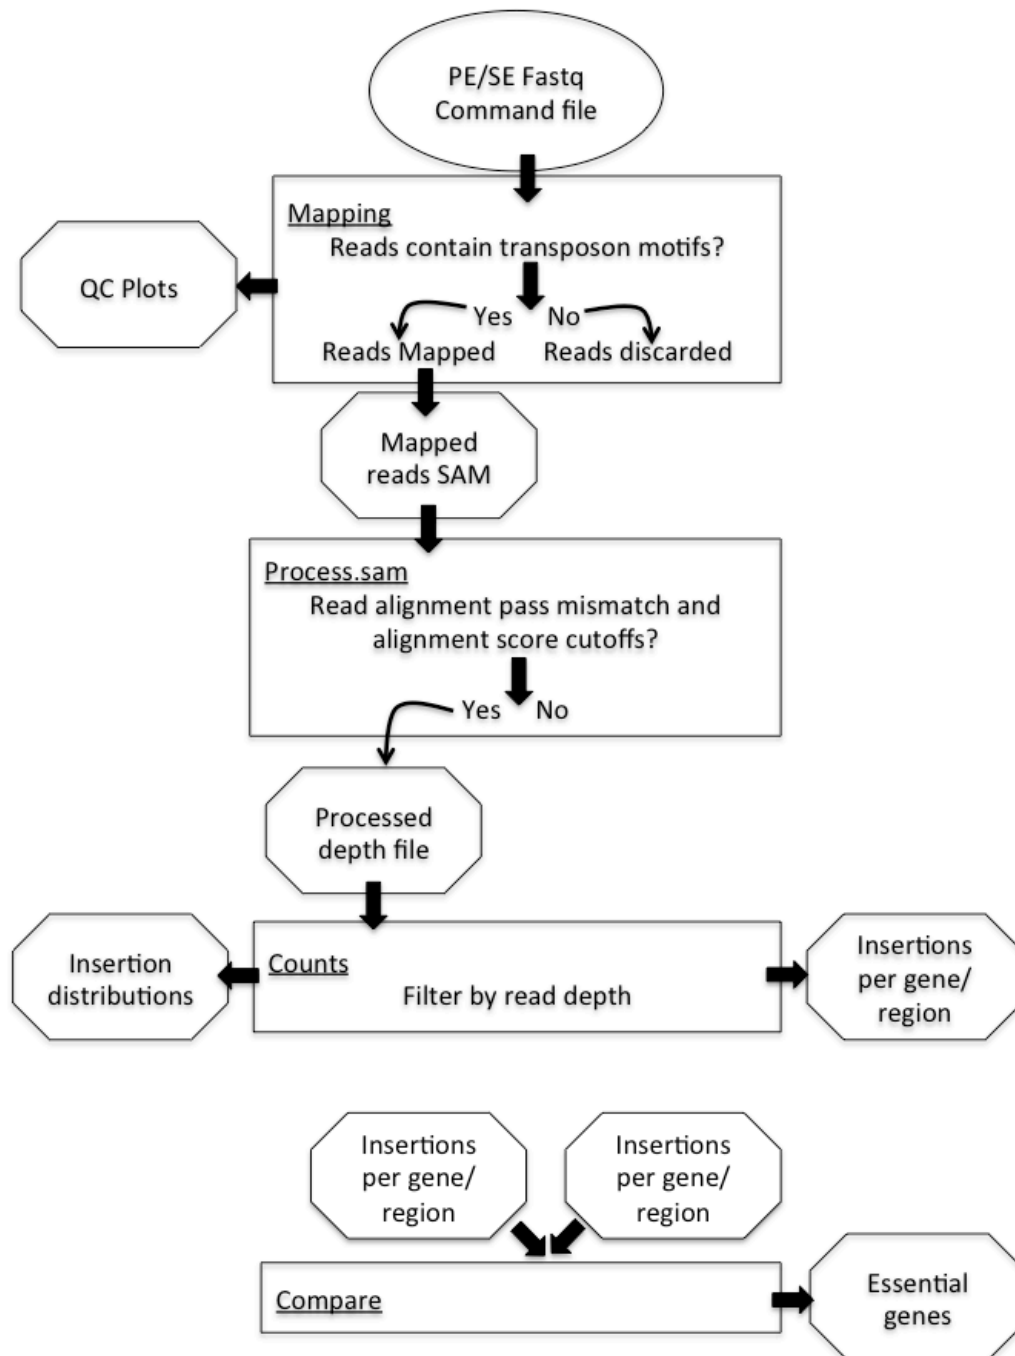 PE/SE Fastq
Command file
Mapping
Reads contain transposon motifs?
Yes No
Reads Mapped Reads discarded
QC Plots
Mapped
reads SAM
Process.sam
Read alignment pass mismatch and
alignment score cutoffs?
Yes No
Processed
depth file
Insertion
distributions
Counts
Filter by read depth
Insertions
per gene/
region
Insertions
per gene/
region
Insertions
per gene/
region
Compare
Essential
genes